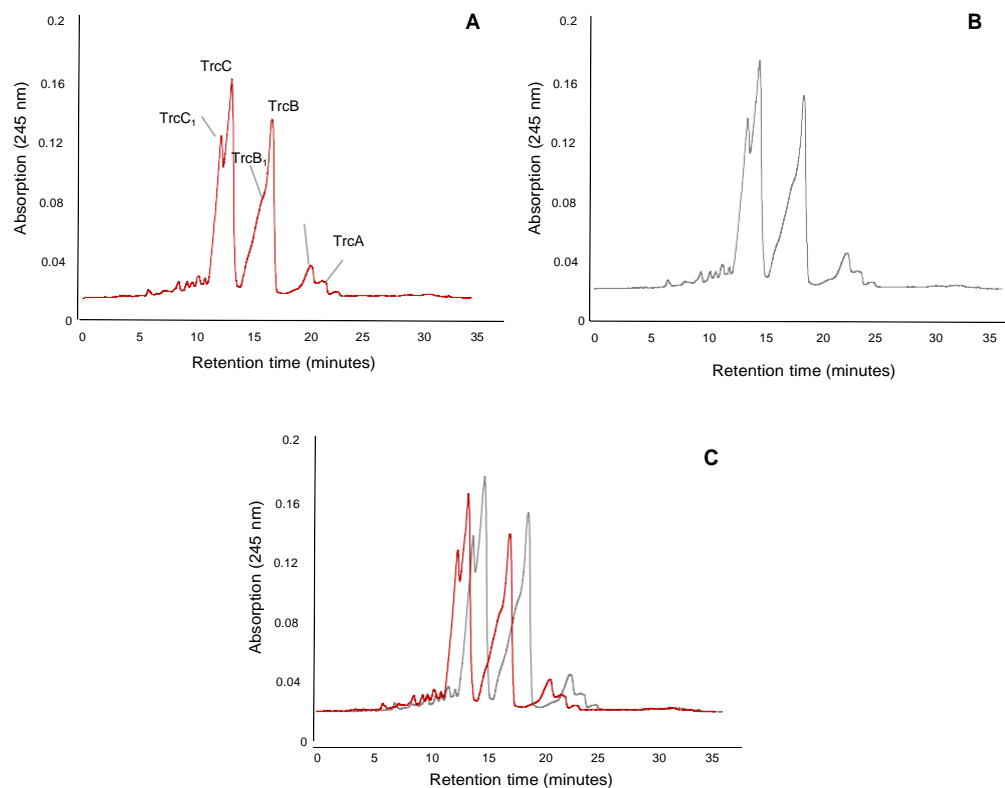 A
0.2
0.16
0.12
0.08
0.04
0
Absorption (245 nm)
TrcC
TrcC₁
TrcB
TrcB₁
TrcA
0 5 10 15 20 25 30 35
Retention time (minutes)
B
0.2
0.16
0.12
0.08
0.04
0
Absorption (245 nm)
0 5 10 15 20 25 30 35
Retention time (minutes)
C
0.2
0.16
0.12
0.08
0.04
0
Absorption (245 nm)
0 5 10 15 20 25 30 35
Retention time (minutes)